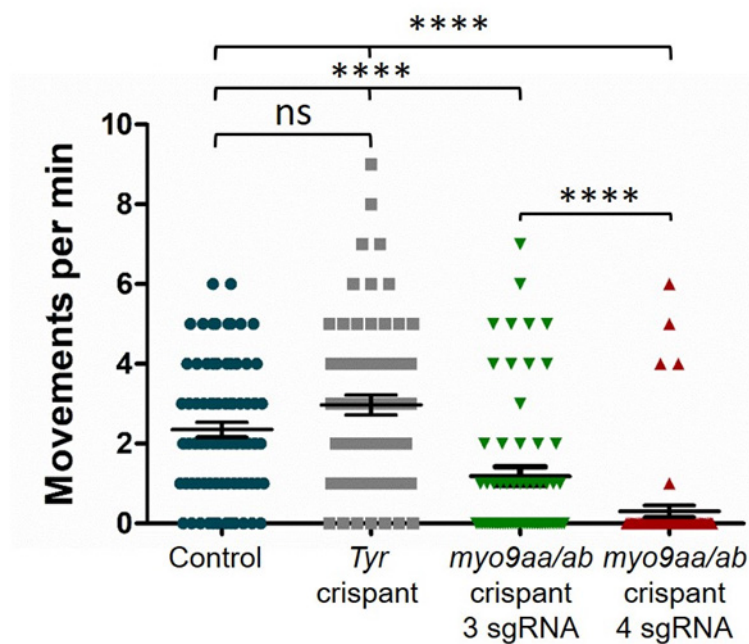 ****
****
ns
****
Movements per min
10
8
6
4
2
0
Control
Tyr
crispant
myo9aa/ab
crispant
3 sgRNA
myo9aa/ab
crispant
4 sgRNA